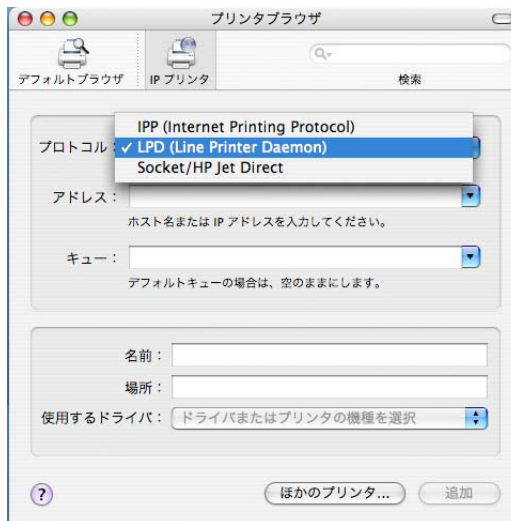 プリンタブラウザ
デフォルトブラウザ
IP プリンタ
検索
プロトコル：
IPP (Internet Printing Protocol)
✓ LPD (Line Printer Daemon)
Socket/HP Jet Direct
アドレス：
ホスト名または IP アドレスを入力してください。
キュー：
デフォルトキューの場合は、空のままにします。
名前：
場所：
使用するドライバ： ドライバまたはプリンタの機種を選択
? ほかのプリンタ... 追加